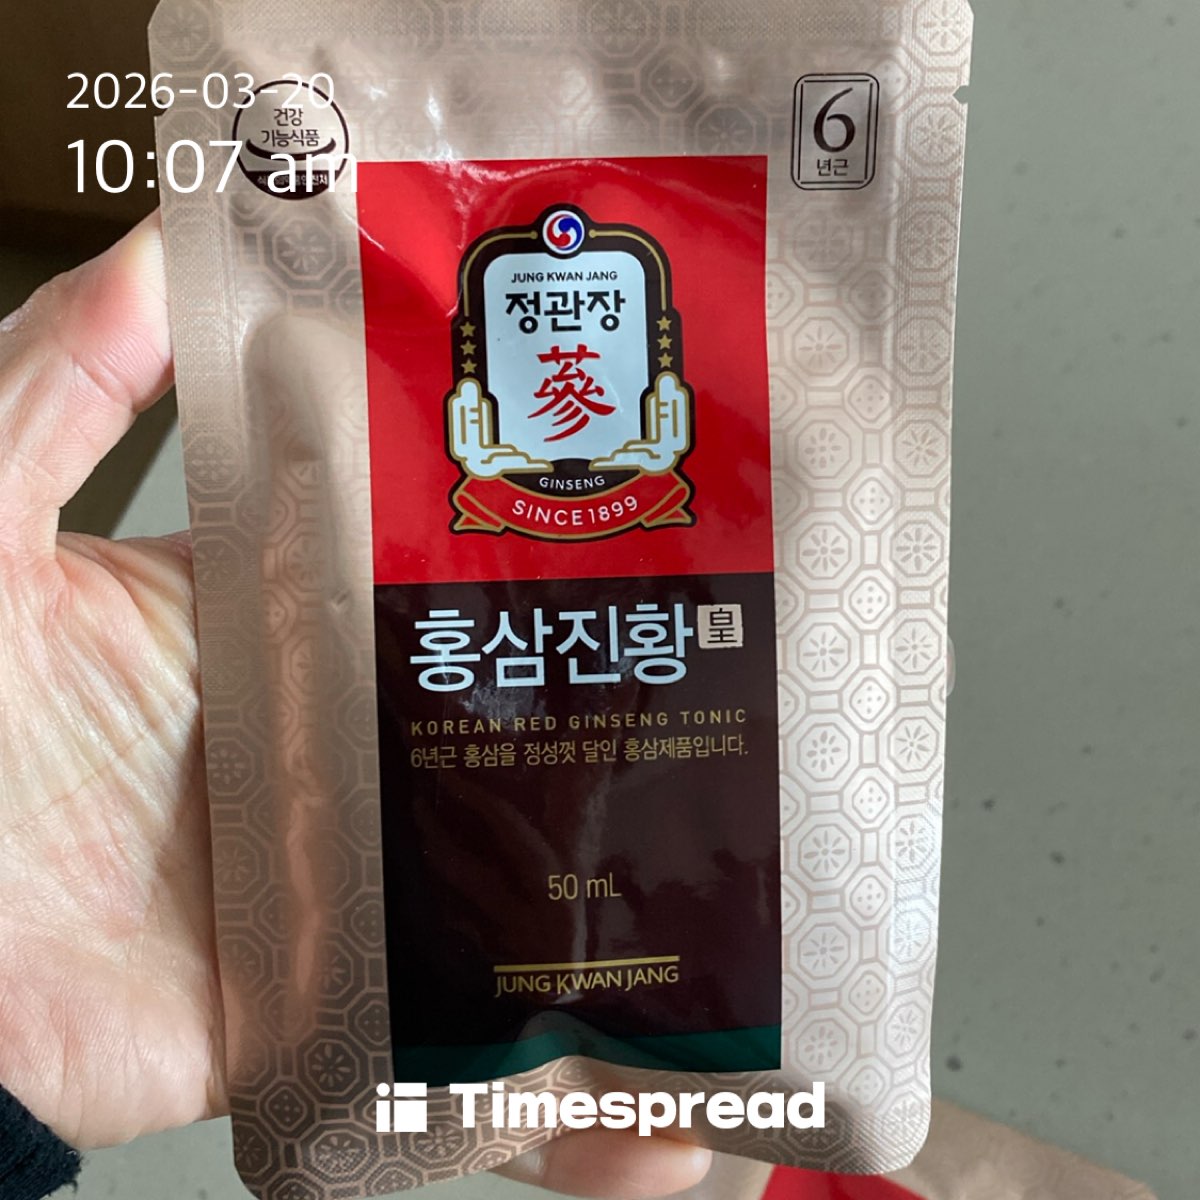 2026-03-20
건강
기능식품
10:07 am
6
년근
JUNG KWAN JANG
정관장
蔘
GINSENG
SINCE 1899
홍삼진황 皇
KOREAN RED GINSENG TONIC
6년근 홍삼을 정성껏 달인 홍삼제품입니다.
50 mL
JUNG KWAN JANG
Timespread